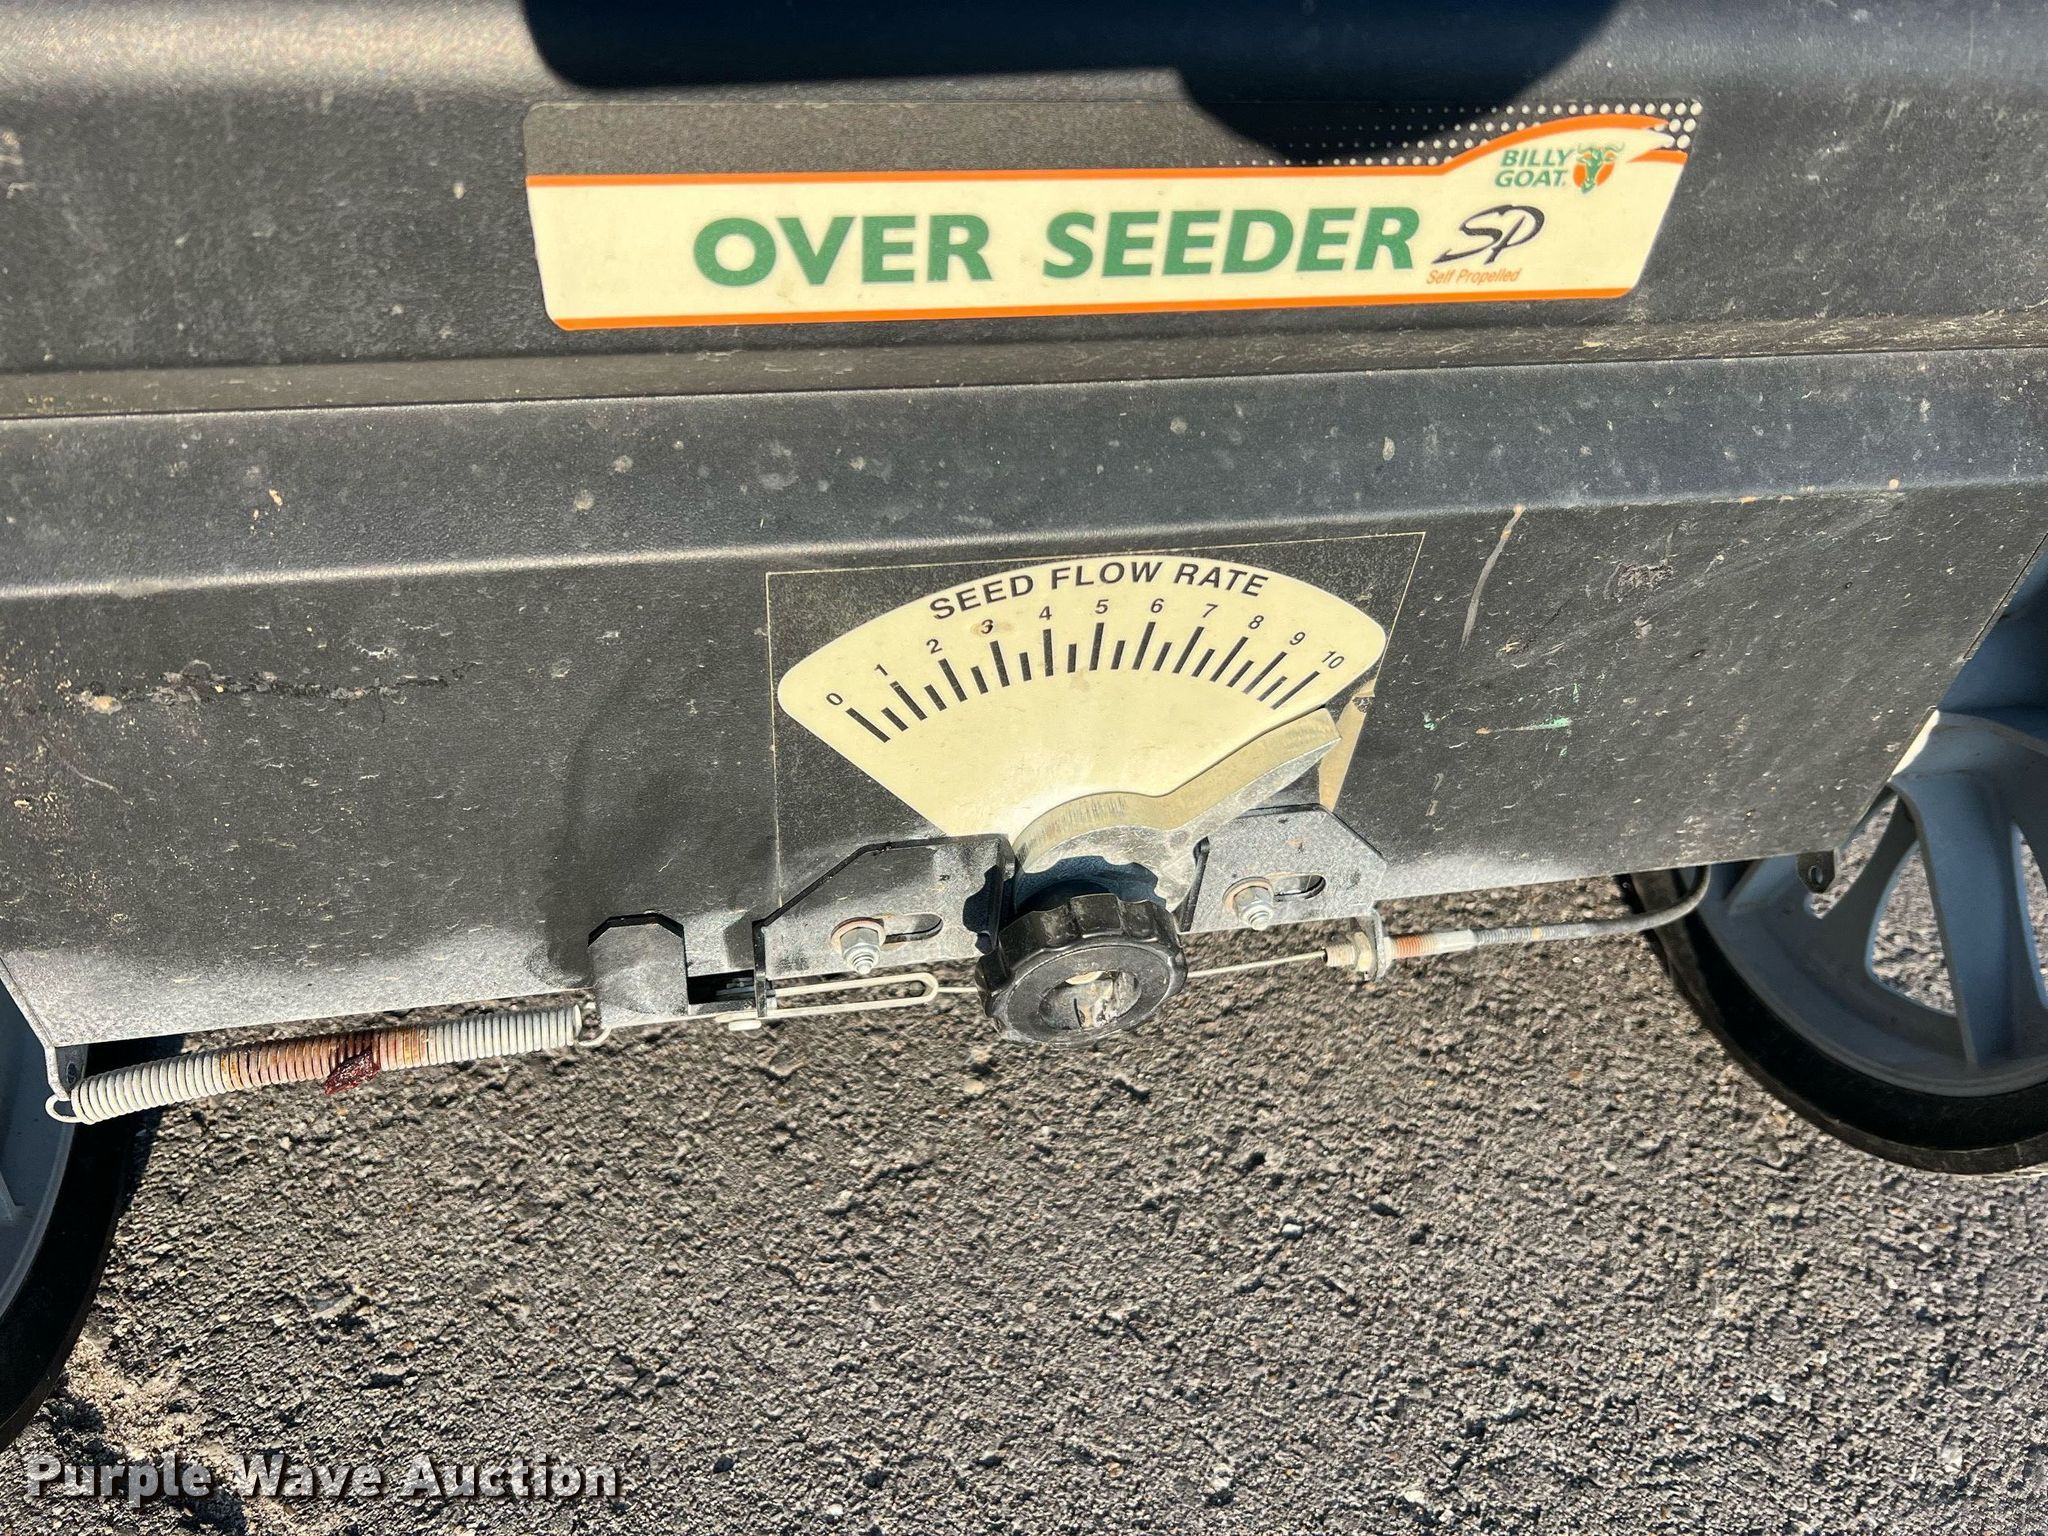 BILLY
GOAT
OVER SEEDER SP
Self Propelled
SEED FLOW RATE
0 1 2 3 4 5 6 7 8 9 10
Purple Wave Auction